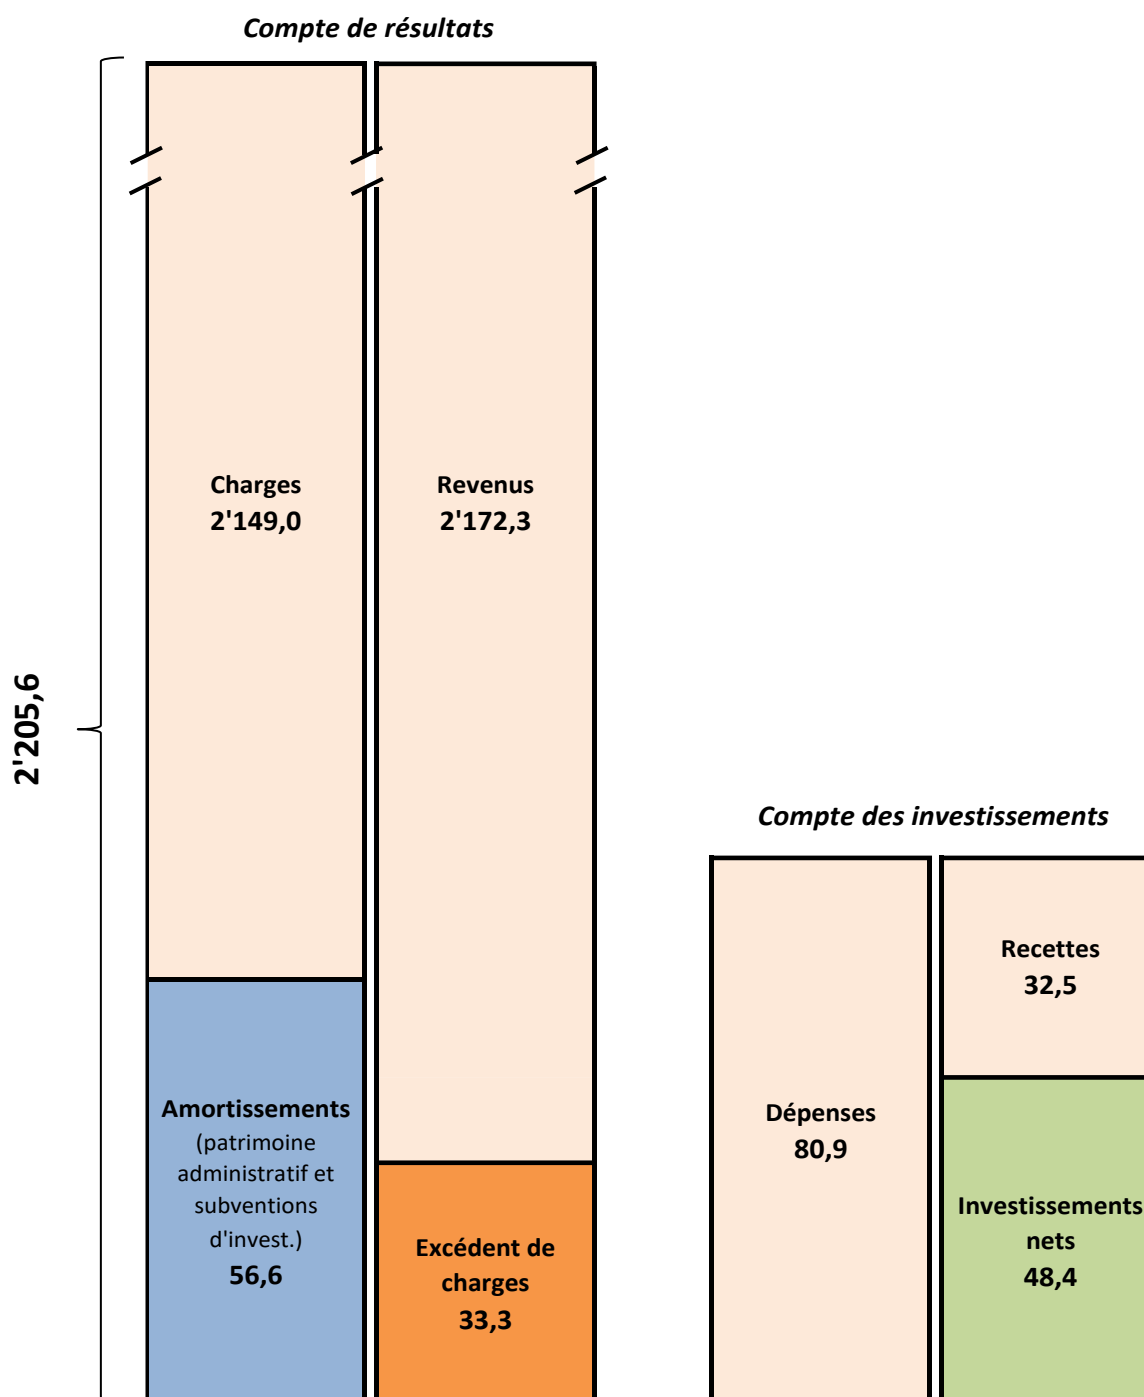 Compte de résultats
Charges
2'149,0
Revenus
2'172,3
2'205,6
Amortissements
(patrimoine
administratif et
subventions
d'invest.)
56,6
Excédent de
charges
33,3
Compte des investissements
Dépenses
80,9
Recettes
32,5
Investissements
nets
48,4